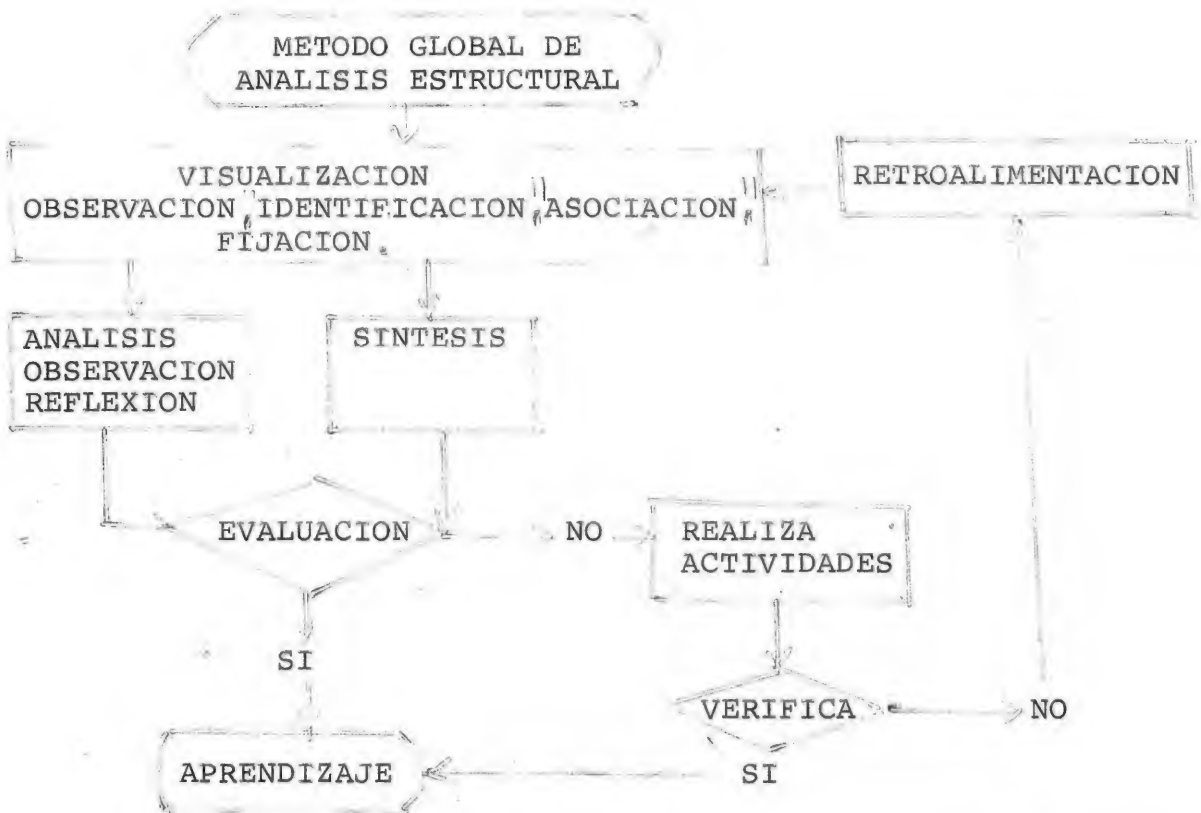 METODO GLOBAL DE
ANALISIS ESTRUCTURAL
VISUALIZACION
OBSERVACION,"IDENTIFICACION,"ASOCIACION,"
FIJACION.
RETROALIMENTACION
ANALISIS
OBSERVACION
REFLEXION
SINTESIS
EVALUACION
NO
REALIZA
ACTIVIDADES
SI
VERIFICA
NO
SI
APRENDIZAJE